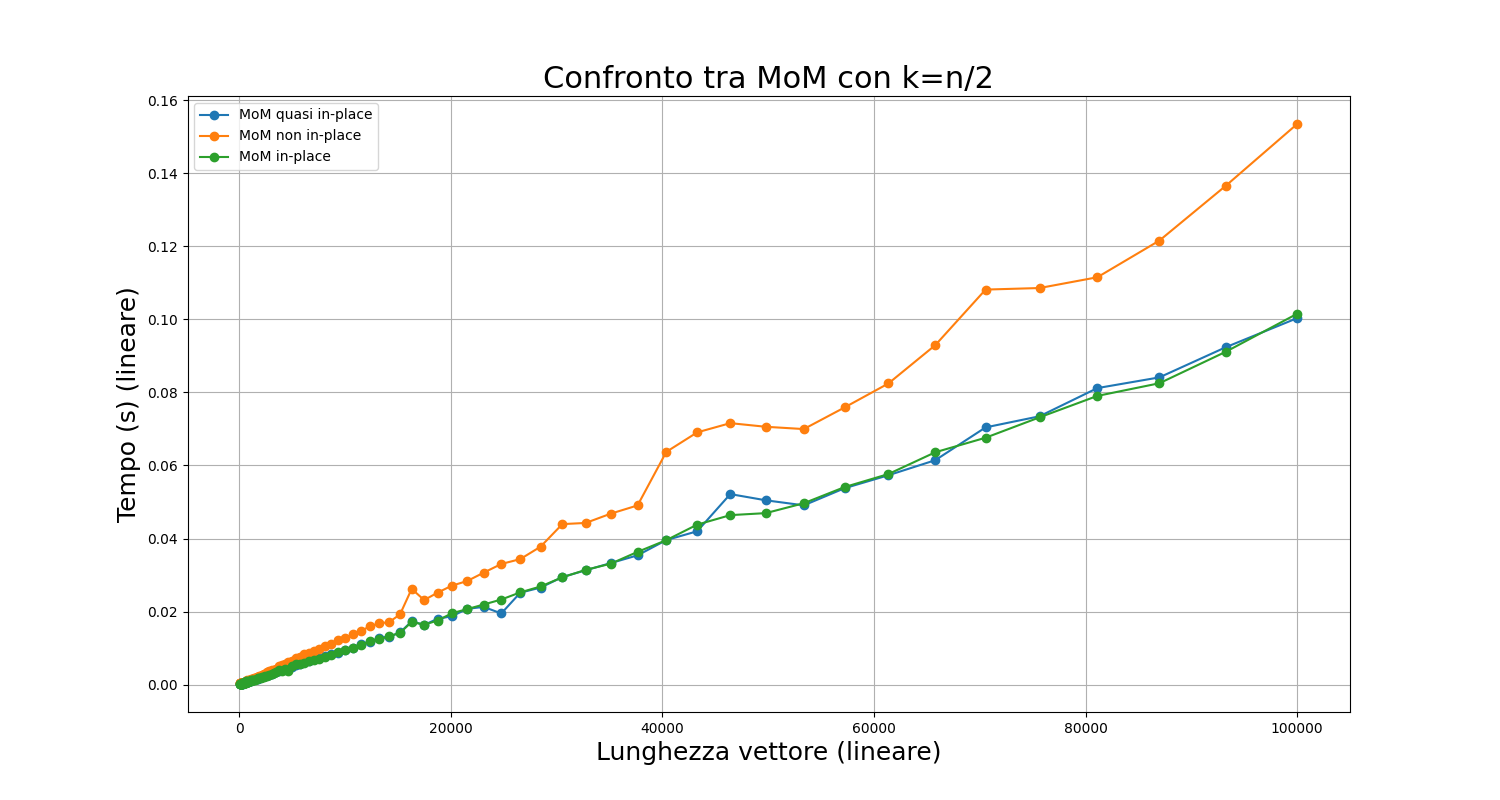 Confronto tra MoM con k=n/2
MoM quasi in-place
MoM non in-place
MoM in-place
Tempo (s) (lineare)
0.16
0.14
0.12
0.10
0.08
0.06
0.04
0.02
0.00
0 20000 40000 60000 80000 100000
Lunghezza vettore (lineare)